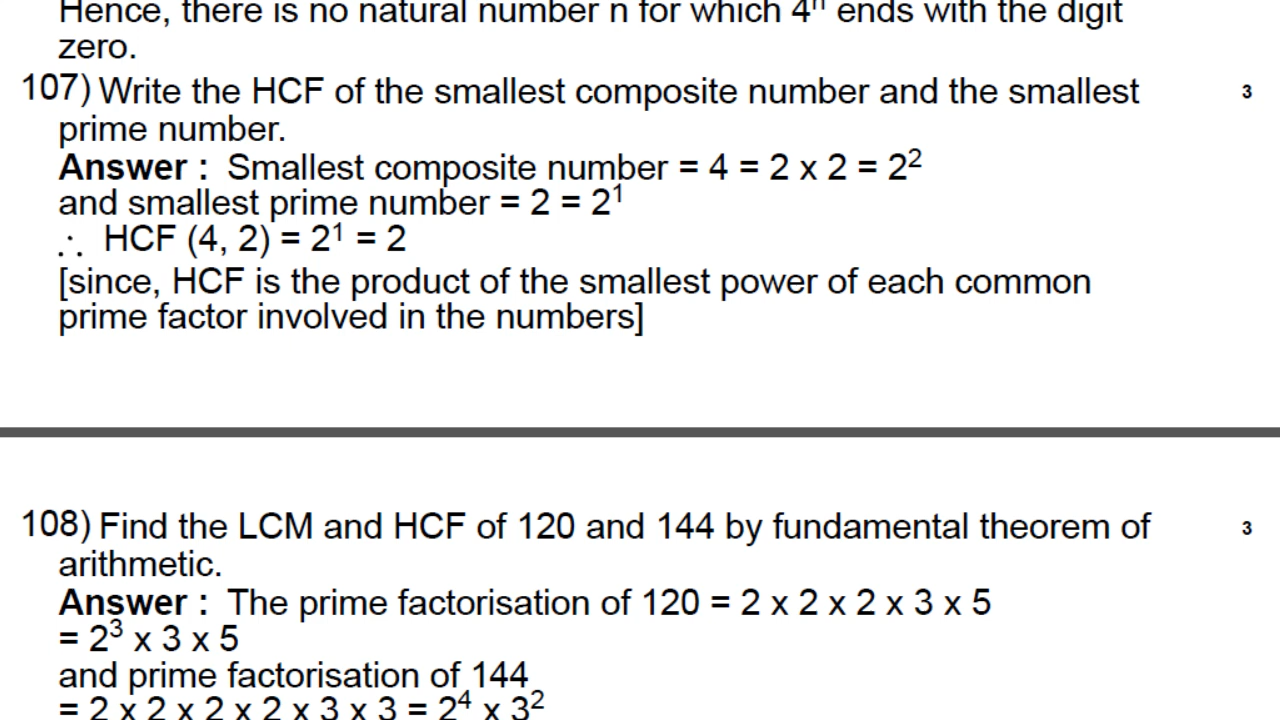 Hence, there is no natural number n for which 4ⁿ ends with the digit
zero.
107) Write the HCF of the smallest composite number and the smallest 3
prime number.
Answer : Smallest composite number = 4 = 2 x 2 = 2²
and smallest prime number = 2 = 2¹
∴ HCF (4, 2) = 2¹ = 2
[since, HCF is the product of the smallest power of each common
prime factor involved in the numbers]
108) Find the LCM and HCF of 120 and 144 by fundamental theorem of 3
arithmetic.
Answer : The prime factorisation of 120 = 2 x 2 x 2 x 3 x 5
= 2³ x 3 x 5
and prime factorisation of 144
= 2 x 2 x 2 x 2 x 3 x 3 = 2⁴ x 3²